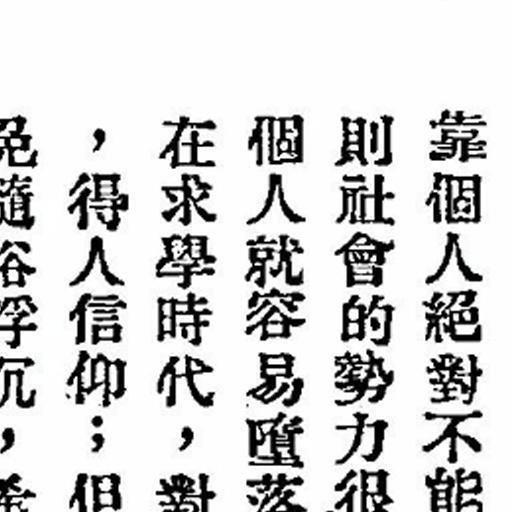 靠個人絕對不能
則社會的勢力很
個人就容易墮落
在求學時代，對
，得人信仰；但
免隨俗浮沉，希